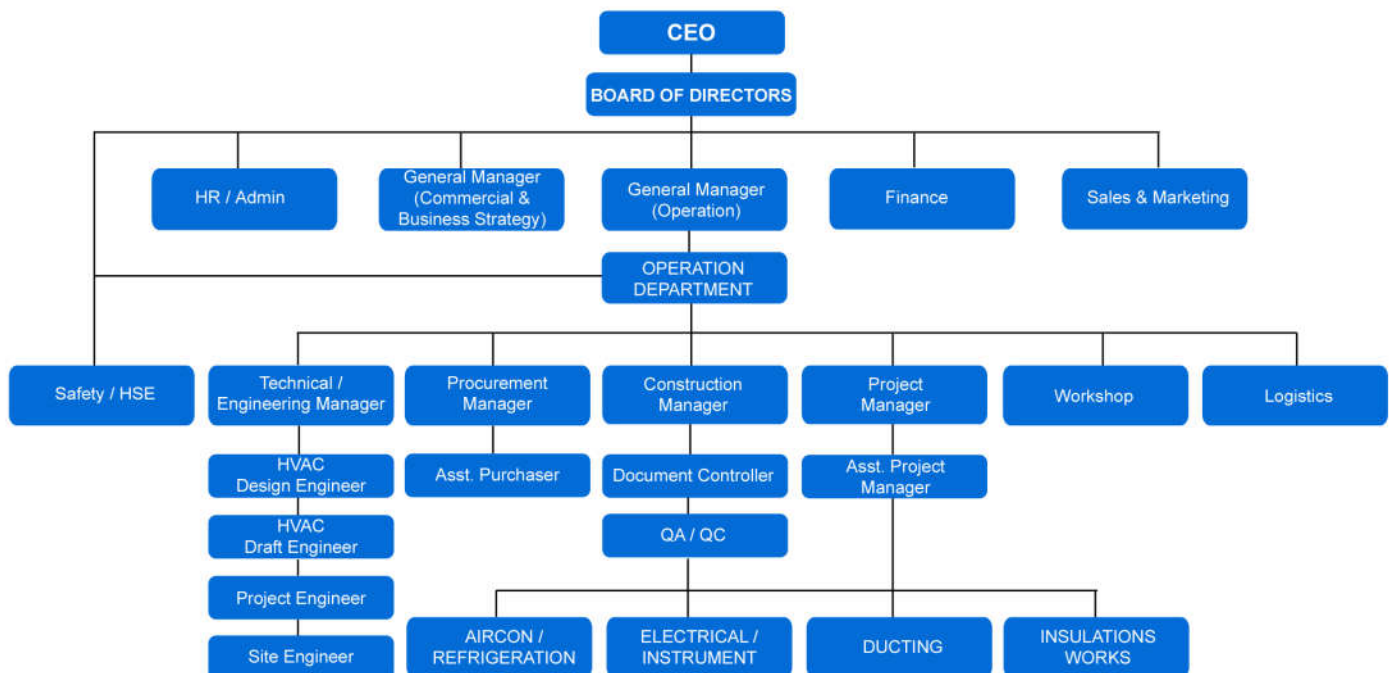 CEO
BOARD OF DIRECTORS
HR / Admin
General Manager
(Commercial &
Business Strategy)
General Manager
(Operation)
Finance
Sales & Marketing
OPERATION
DEPARTMENT
Safety / HSE
Technical /
Engineering Manager
Procurement
Manager
Construction
Manager
Project
Manager
Workshop
Logistics
HVAC
Design Engineer
Asst. Purchaser
Document Controller
Asst. Project
Manager
HVAC
Draft Engineer
QA / QC
Project Engineer
Site Engineer
AIRCON /
REFRIGERATION
ELECTRICAL /
INSTRUMENT
DUCTING
INSULATIONS
WORKS